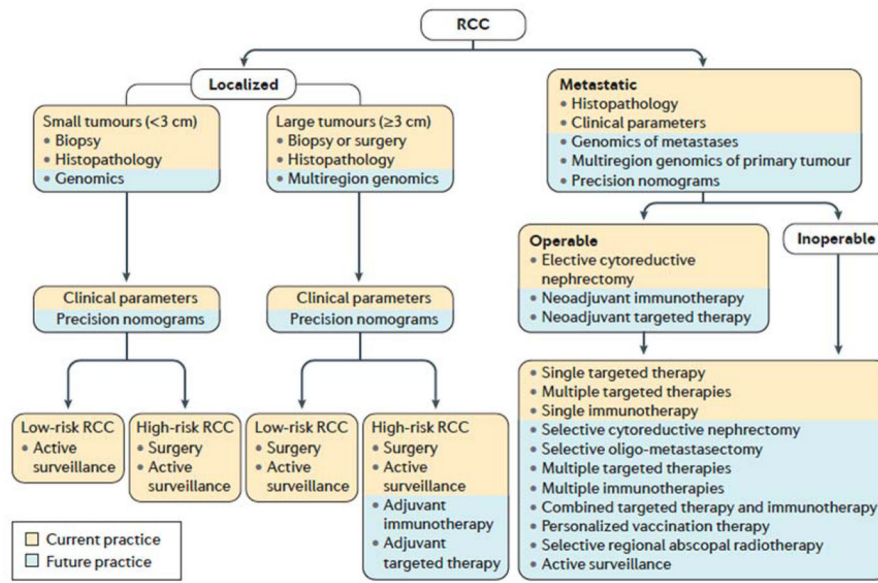 RCC
Localized
Small tumours (<3 cm)
• Biopsy
• Histopathology
• Genomics
Large tumours (≥3 cm)
• Biopsy or surgery
• Histopathology
• Multiregion genomics
Metastatic
• Histopathology
• Clinical parameters
• Genomics of metastases
• Multiregion genomics of primary tumour
• Precision nomograms
Operable
• Elective cytoreductive
nephrectomy
• Neoadjuvant immunotherapy
• Neoadjuvant targeted therapy
Inoperable
Clinical parameters
Precision nomograms
Clinical parameters
Precision nomograms
Low-risk RCC
• Active
surveillance
High-risk RCC
• Surgery
• Active
surveillance
Low-risk RCC
• Surgery
• Active
surveillance
High-risk RCC
• Surgery
• Active
surveillance
• Adjuvant
immunotherapy
• Adjuvant
targeted therapy
• Single targeted therapy
• Multiple targeted therapies
• Single immunotherapy
• Selective cytoreductive nephrectomy
• Selective oligo-metastasectomy
• Multiple targeted therapies
• Multiple immunotherapies
• Combined targeted therapy and immunotherapy
• Personalized vaccination therapy
• Selective regional abscopal radiotherapy
• Active surveillance
Current practice
Future practice